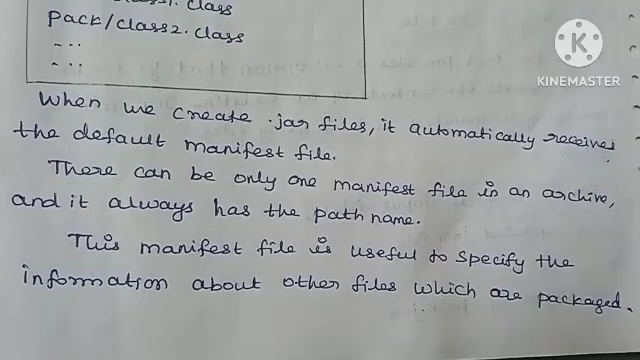 class1.class
pack/class2.class
- ...
- ...
K
KINEMASTER
When we create .jar files, it automatically receives
the default manifest file.
There can be only one manifest file in an archive,
and it always has the path name.
This manifest file is useful to specify the
information about other files which are packaged.